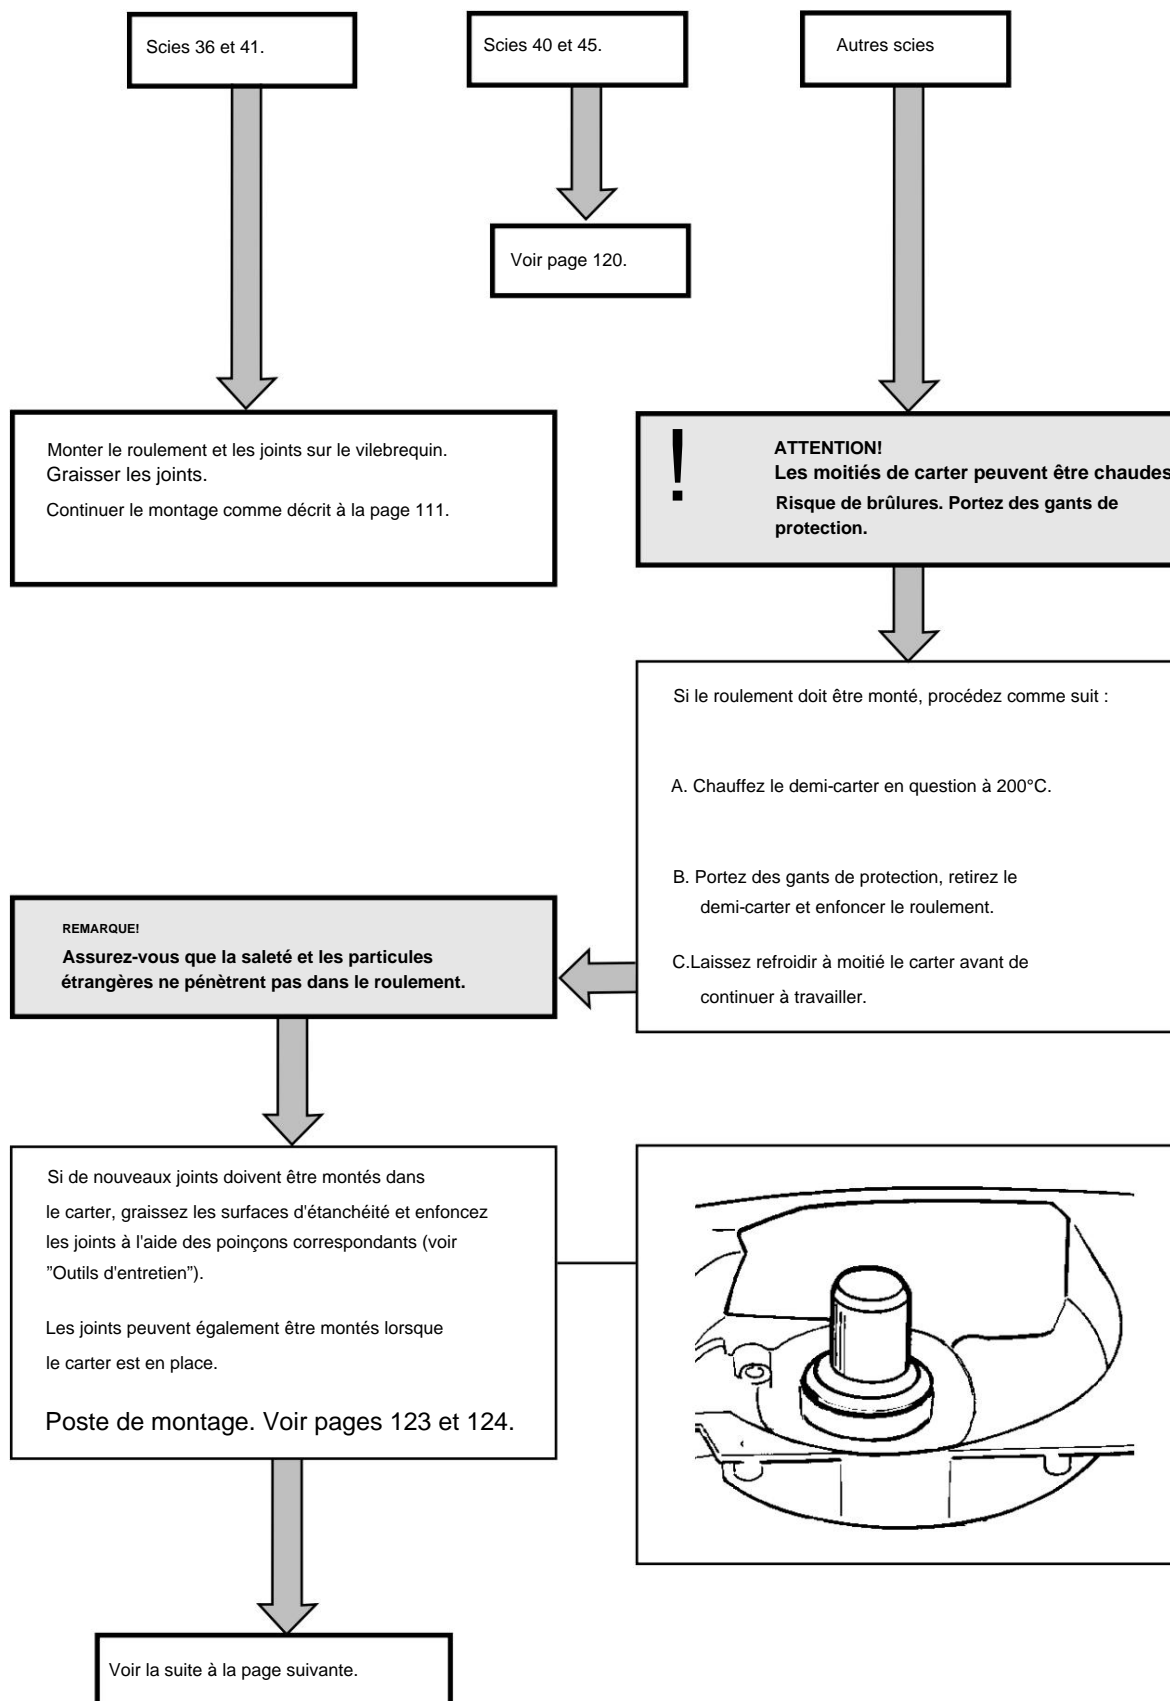 Scies 36 et 41.
Scies 40 et 45.
Autres scies
Voir page 120.
Monter le roulement et les joints sur le vilebrequin.
Graisser les joints.
Continuer le montage comme décrit à la page 111.
!
ATTENTION!
Les moitiés de carter peuvent être chaudes
Risque de brûlures. Portez des gants de
protection.
Si le roulement doit être monté, procédez comme suit :
A. Chauffez le demi-carter en question à 200°C.
B. Portez des gants de protection, retirez le
demi-carter et enfoncer le roulement.
C.Laissez refroidir à moitié le carter avant de
continuer à travailler.
REMARQUE!
Assurez-vous que la saleté et les particules
étrangères ne pénètrent pas dans le roulement.
Si de nouveaux joints doivent être montés dans
le carter, graissez les surfaces d'étanchéité et enfoncez
les joints à l'aide des poinçons correspondants (voir
”Outils d'entretien”).
Les joints peuvent également être montés lorsque
le carter est en place.
Poste de montage. Voir pages 123 et 124.
Voir la suite à la page suivante.